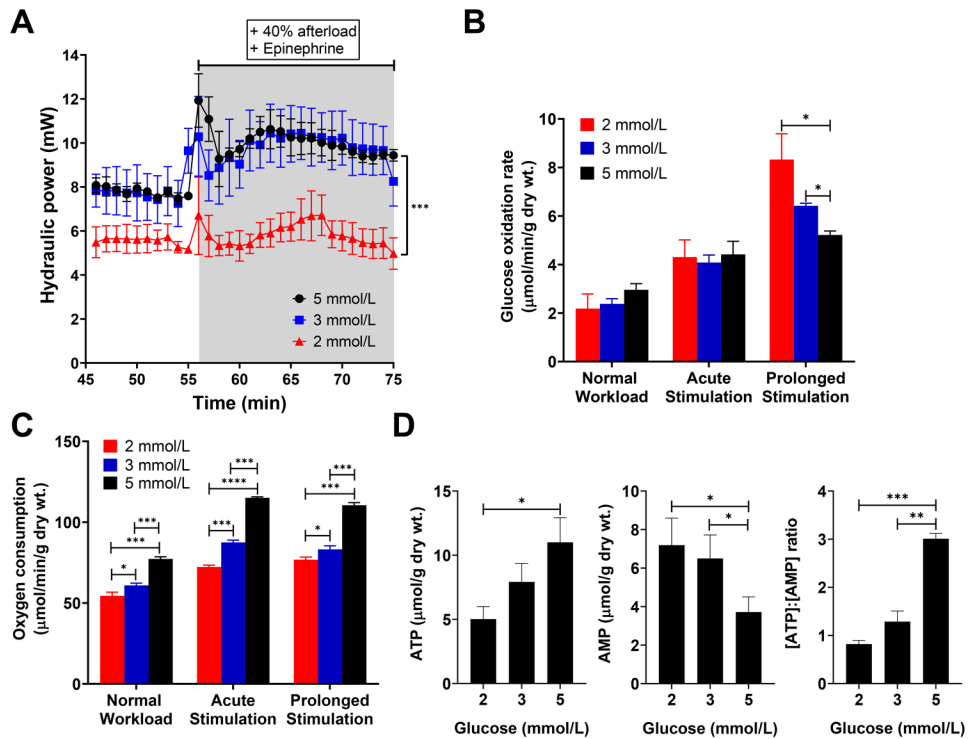 A
+ 40% afterload
+ Epinephrine
Hydraulic power (mW)
14
12
10
8
6
4
2
0
***
5 mmol/L
3 mmol/L
2 mmol/L
45 50 55 60 65 70 75
Time (min)
B
Glucose oxidation rate
(µmol/min/g dry wt.)
10
8
6
4
2
0
2 mmol/L
3 mmol/L
5 mmol/L
*
*
Normal Workload
Acute Stimulation
Prolonged Stimulation
C
Oxygen consumption
(µmol/min/g dry wt.)
150
100
50
0
2 mmol/L
3 mmol/L
5 mmol/L
***
***
*
***
****
***
***
***
*
Normal Workload
Acute Stimulation
Prolonged Stimulation
D
ATP (µmol/g dry wt.)
15
10
5
0
*
2 3 5
Glucose (mmol/L)
AMP (µmol/g dry wt.)
10
8
6
4
2
0
*
*
2 3 5
Glucose (mmol/L)
[ATP]:[AMP] ratio
4
3
2
1
0
***
**
2 3 5
Glucose (mmol/L)